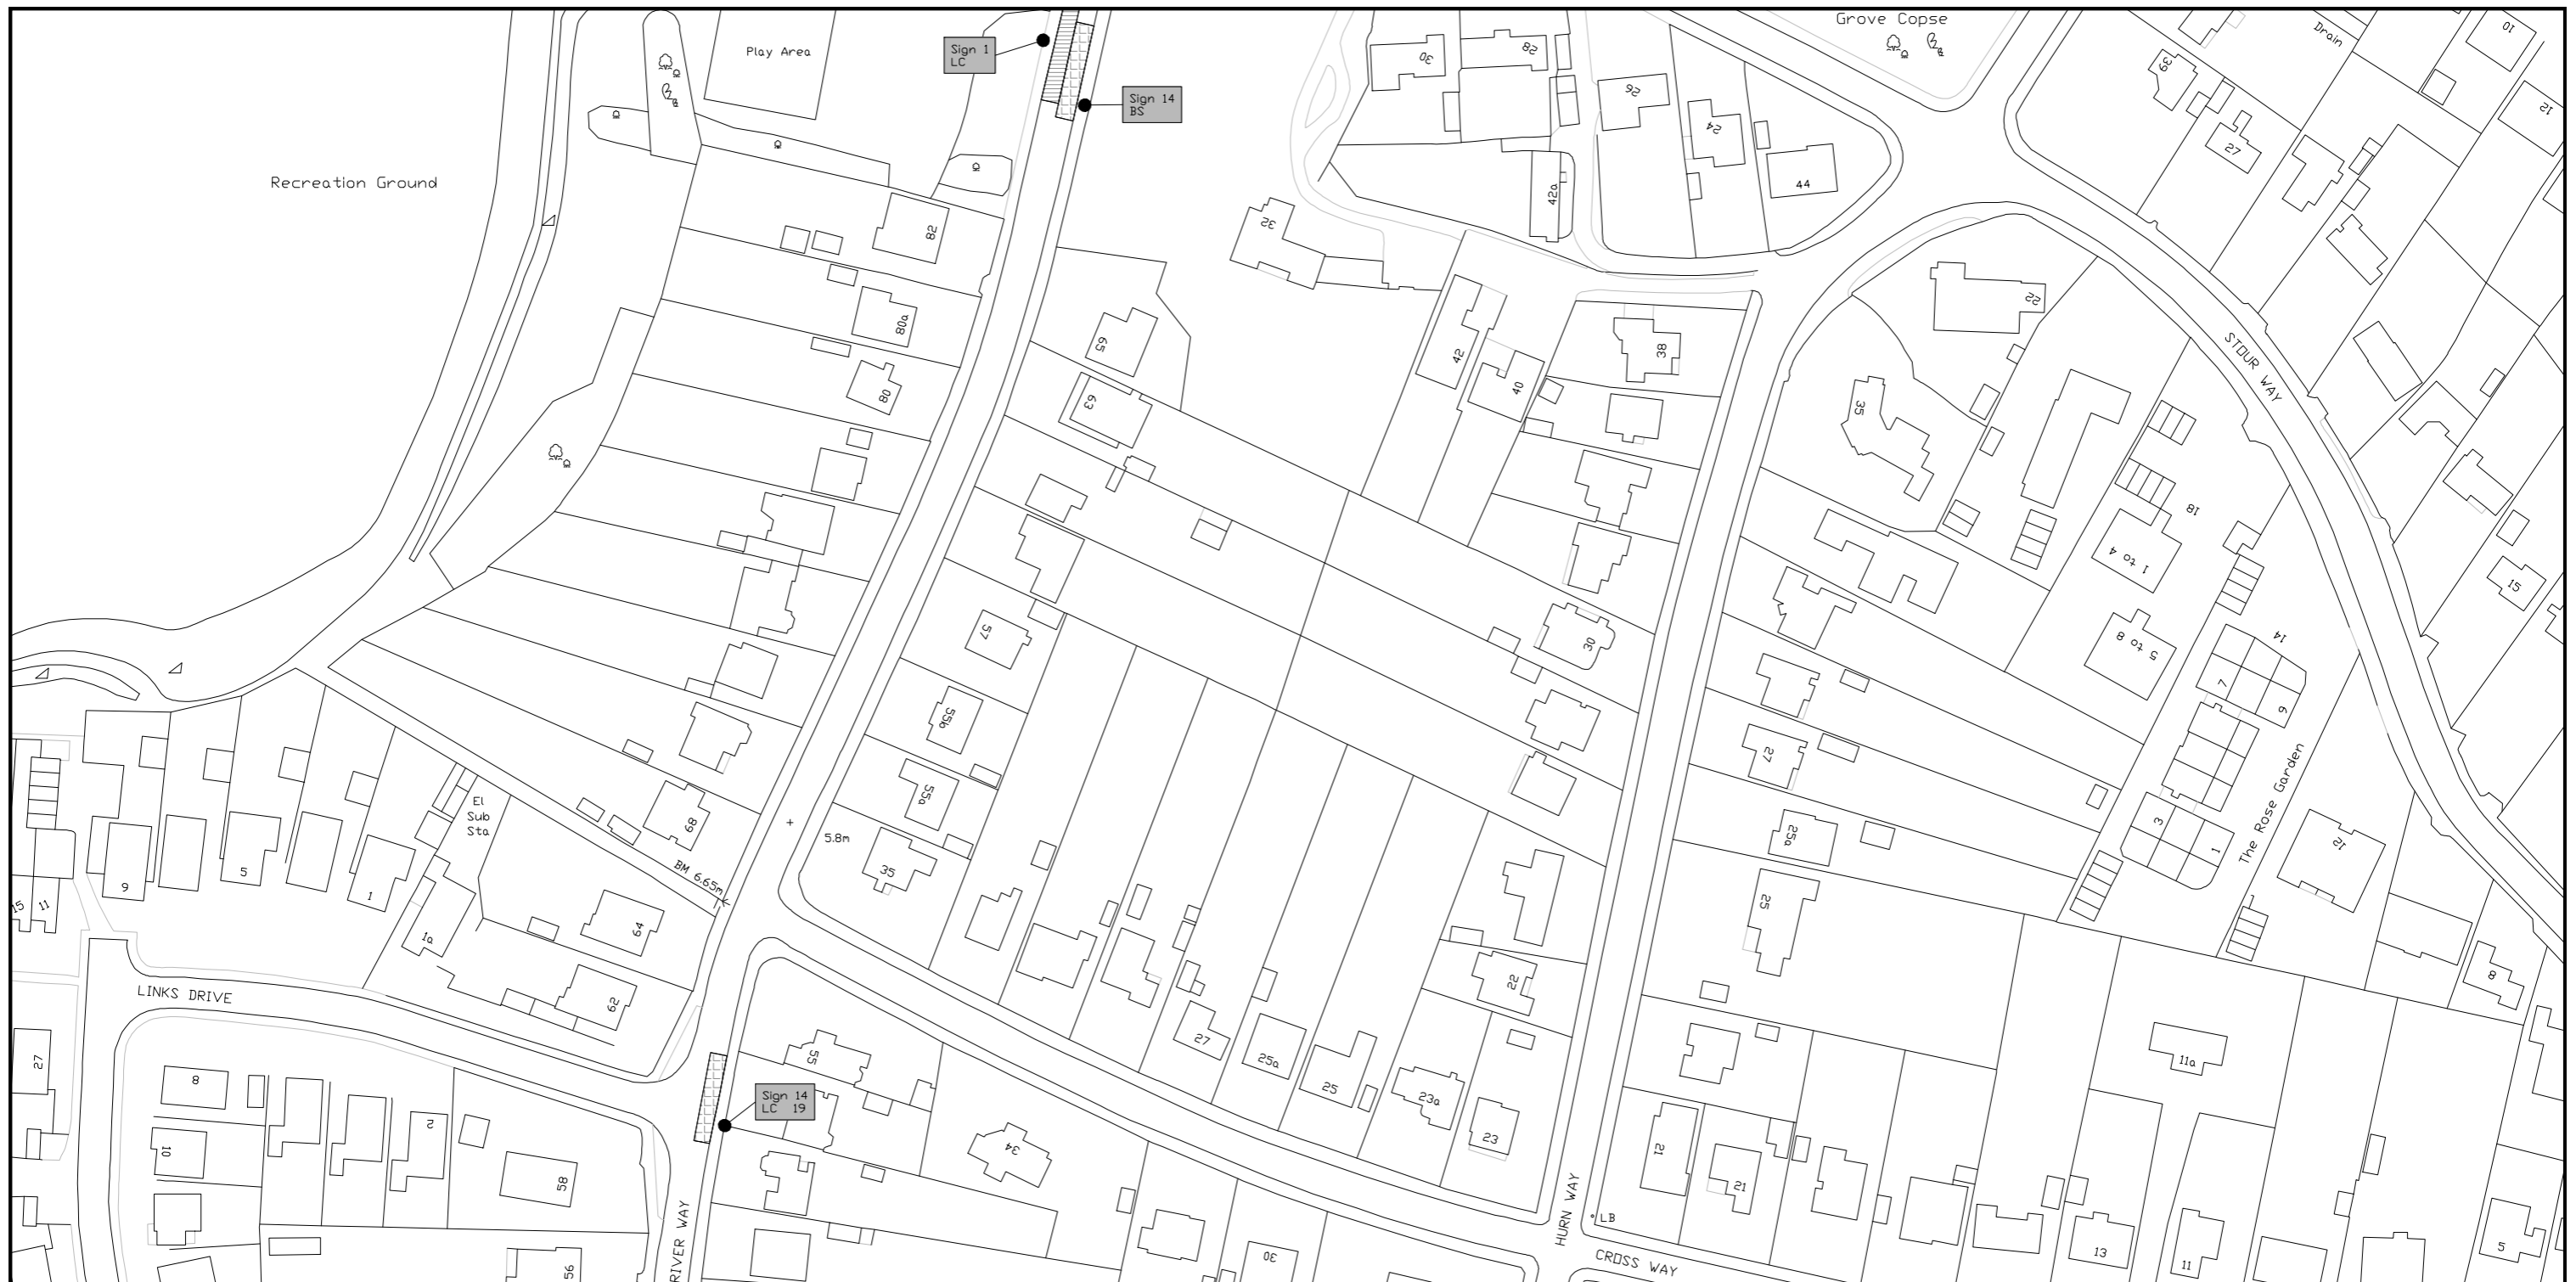 Grove Copse
Play Area
Sign 1
LC
Sign 14
BS
30
28
26
24
44
42a
39
27
Drain
10
12
Recreation Ground
82
32
80a
65
42
40
38
22
80
63
35
STOUR WAY
18
1 to 4
15
57
30
5 to 8
14
7
6
55b
27
The Rose Garden
El
Sub
Sta
68
BM 6.65m
5.8m
55a
35
25a
3
1
12
9
5
1
15
11
1a
64
25
22
8
LINKS DRIVE
62
27
25a
25
23a
23
11a
27
8
55
Sign 14
LC 19
34
2
10
58
21
21
RIVER WAY
HURN WAY
LB
CROSS WAY
30
56
13
11
5